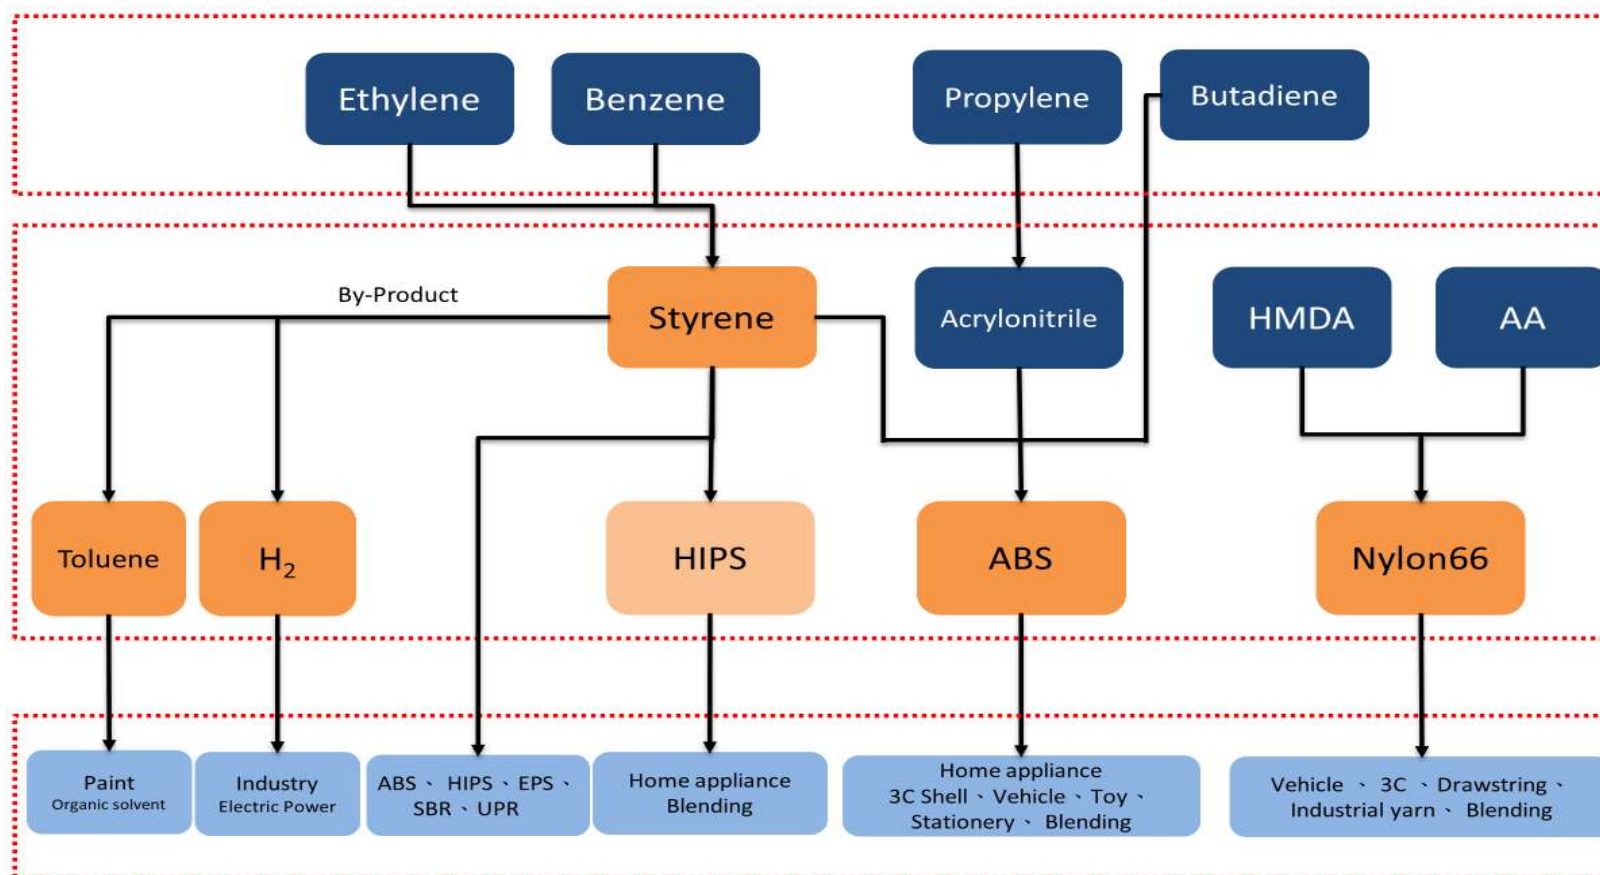 Ethylene
Benzene
Propylene
Butadiene
By-Product
Styrene
Acrylonitrile
HMDA
AA
Toluene
H₂
HIPS
ABS
Nylon66
Paint
Organic solvent
Industry
Electric Power
ABS、HIPS、EPS、
SBR、UPR
Home appliance
Blending
Home appliance
3C Shell、Vehicle、Toy、
Stationery、Blending
Vehicle、3C、Drawstring、
Industrial yarn、Blending